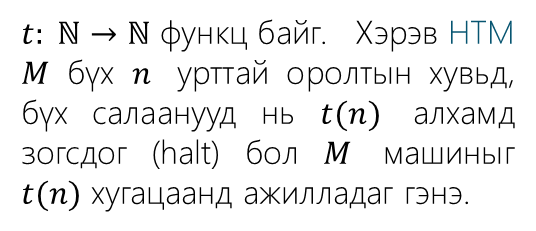 𝑡: ℕ → ℕ функц байг. Хэрэв НТМ
𝑀 бүх 𝑛 урттай оролтын хувьд,
бүх салаанууд нь 𝒕(𝒏) алхамд
зогсдог (halt) бол 𝑴 машиныг
𝒕(𝒏) хугацаанд ажилладаг гэнэ.